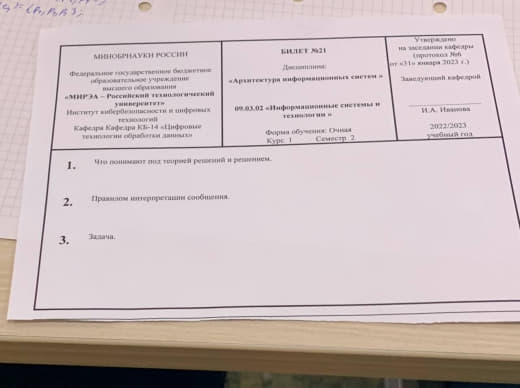 МИНОБРНАУКИ РОССИИ
Федеральное государственное бюджетное
образовательное учреждение
высшего образования
«МИРЭА – Российский технологический
университет»
Институт кибербезопасности и цифровых
технологий
Кафедра Кафедра КБ-14 «Цифровые
технологии обработки данных»
БИЛЕТ №21
Дисциплина:
«Архитектура информационных систем »
09.03.02 «Информационные системы и
технологии »
Форма обучения: Очная
Курс 1 Семестр 2
Утверждено
на заседании кафедры
(протокол №6
от «31» января 2023 г.)
Заведующий кафедрой
И.А. Иванова
2022/2023
учебный год
1. Что понимают под теорией решений и решением.
2. Правилом интерпретации сообщения.
3. Задача.